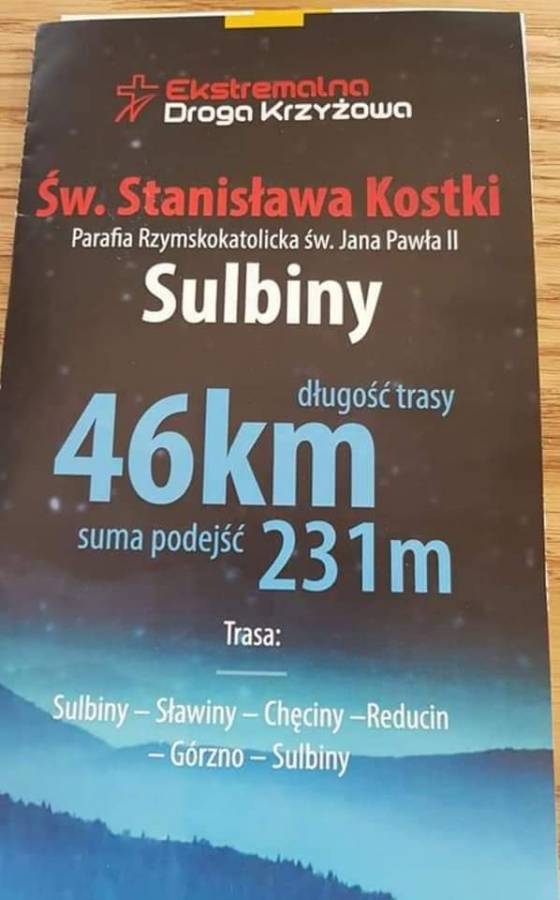 Ekstremalna
Droga Krzyżowa
Św. Stanisława Kostki
Parafia Rzymskokatolicka św. Jana Pawła II
Sulbiny
długość trasy
46km
suma podejść 231m
Trasa:
Sulbiny – Sławiny – Chęciny –Reducin
– Górzno – Sulbiny